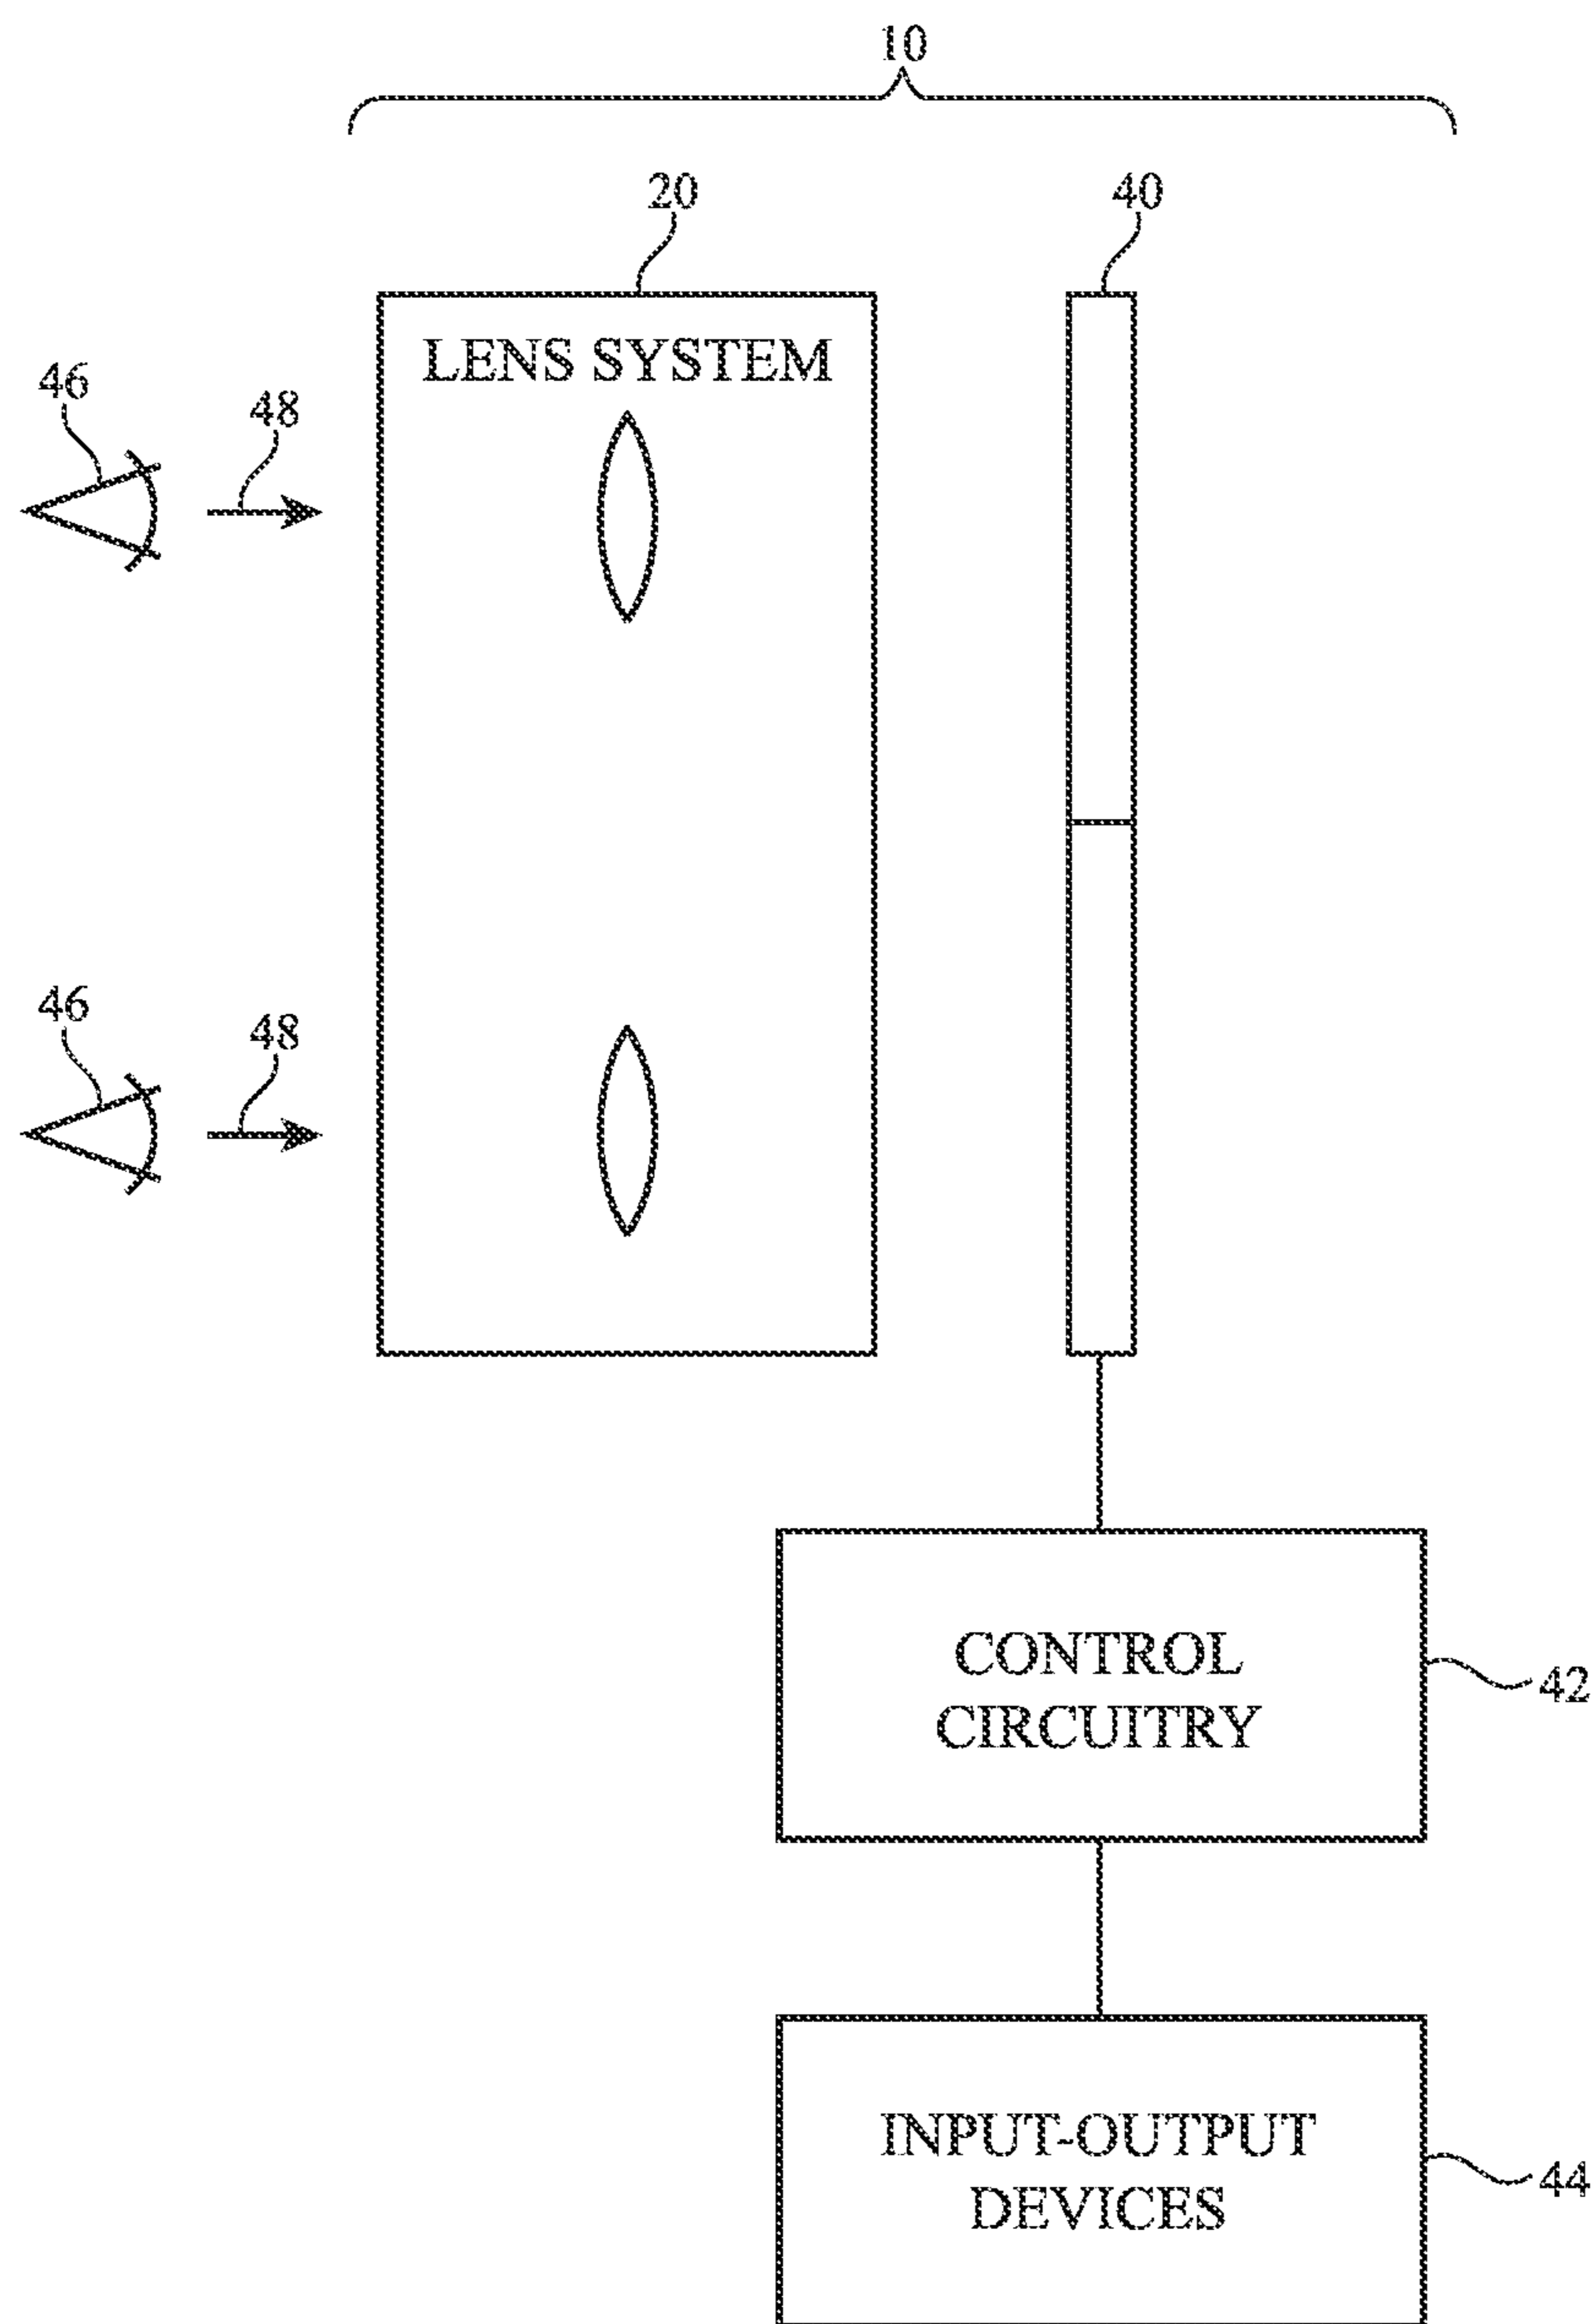 10
20
40
LENS SYSTEM
46
48
46
48
CONTROL
CIRCUITRY
42
INPUT-OUTPUT
DEVICES
44